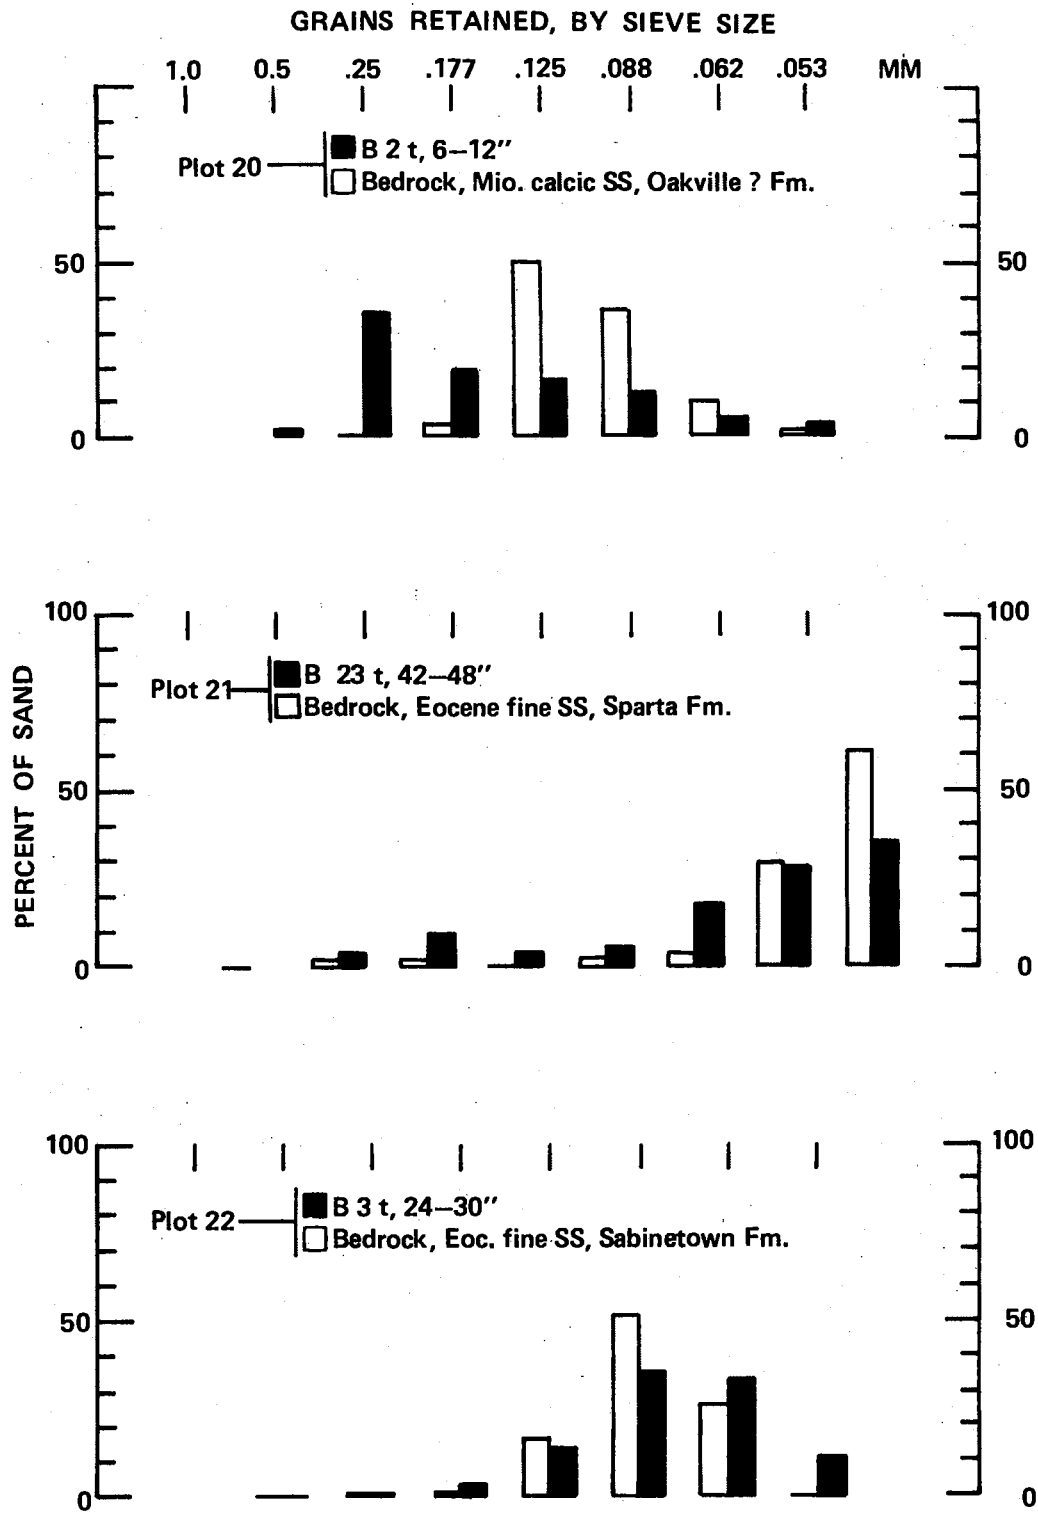 GRAINS RETAINED, BY SIEVE SIZE
1.0 0.5 .25 .177 .125 .088 .062 .053 MM
Plot 20
B 2 t, 6–12″
Bedrock, Mio. calcic SS, Oakville ? Fm.
50 50
0 0
PERCENT OF SAND
100 100
Plot 21
B 23 t, 42–48″
Bedrock, Eocene fine SS, Sparta Fm.
50 50
0 0
100 100
Plot 22
B 3 t, 24–30″
Bedrock, Eoc. fine SS, Sabinetown Fm.
50 50
0 0